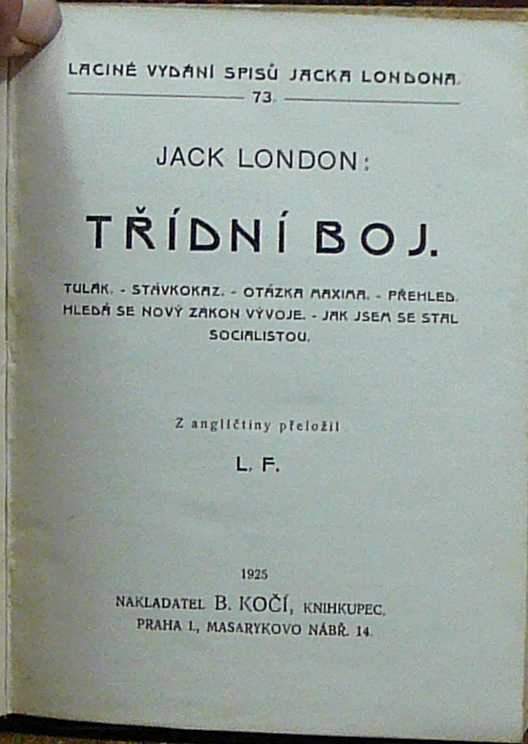 LACINÉ VYDÁNÍ SPISŮ JACKA LONDONA.
73.
JACK LONDON:
TŘÍDNÍ BOJ.
TULÁK. - STÁVKOKAZ. - OTÁZKA MAXIMA. - PŘEHLED.
HLEDÁ SE NOVÝ ZAKON VÝVOJE. - JAK JSEM SE STAL
SOCIALISTOU.
Z angličtiny přeložil
L. F.
1925
NAKLADATEL B. KOČÍ, KNIHKUPEC,
PRAHA I., MASARYKOVO NÁBŘ. 14.